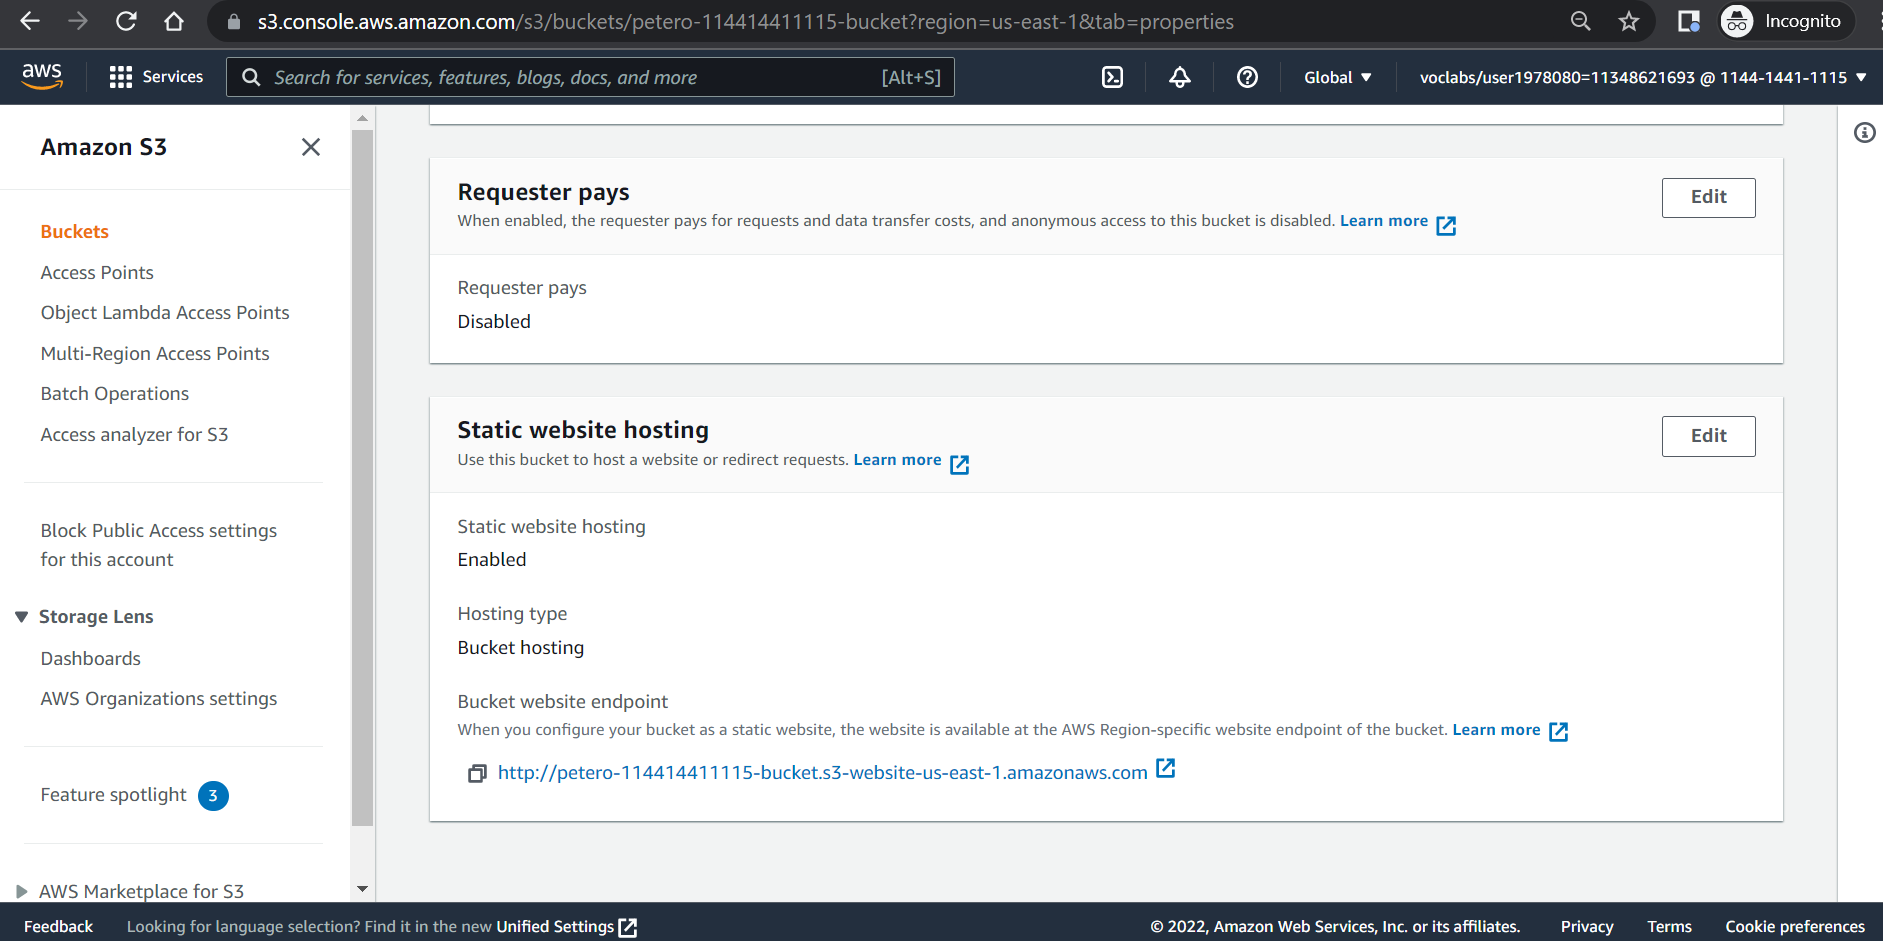 s3.console.aws.amazon.com/s3/buckets/petero-114414411115-bucket?region=us-east-1&tab=properties
Incognito
aws
Services
Search for services, features, blogs, docs, and more
[Alt+S]
Global
voclabs/user1978080=11348621693 @ 1144-1441-1115
Amazon S3
Buckets
Access Points
Object Lambda Access Points
Multi-Region Access Points
Batch Operations
Access analyzer for S3
Block Public Access settings
for this account
Storage Lens
Dashboards
AWS Organizations settings
Feature spotlight 3
AWS Marketplace for S3
Requester pays
Edit
When enabled, the requester pays for requests and data transfer costs, and anonymous access to this bucket is disabled. Learn more
Requester pays
Disabled
Static website hosting
Edit
Use this bucket to host a website or redirect requests. Learn more
Static website hosting
Enabled
Hosting type
Bucket hosting
Bucket website endpoint
When you configure your bucket as a static website, the website is available at the AWS Region-specific website endpoint of the bucket. Learn more
http://petero-114414411115-bucket.s3-website-us-east-1.amazonaws.com
Feedback
Looking for language selection? Find it in the new Unified Settings
© 2022, Amazon Web Services, Inc. or its affiliates.
Privacy
Terms
Cookie preferences